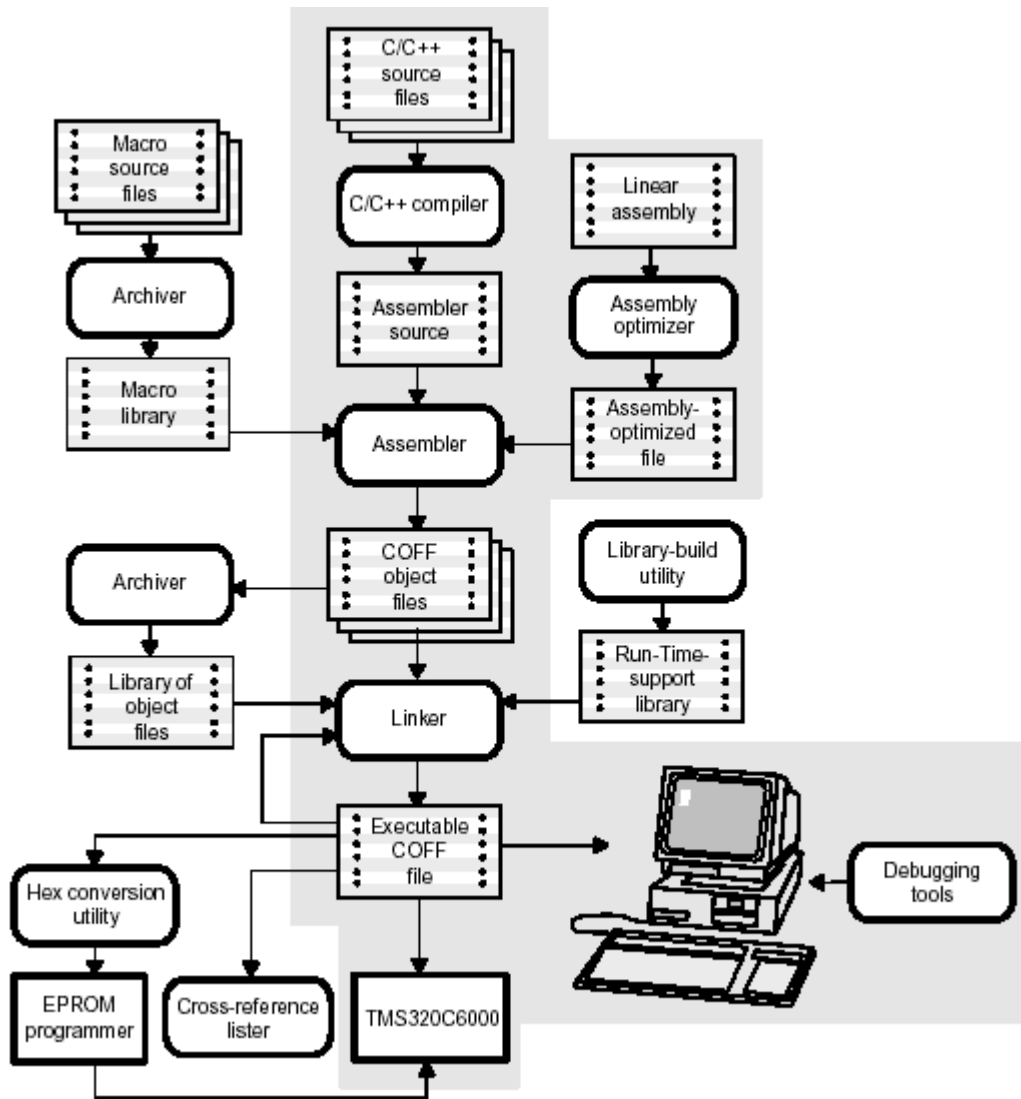 C/C++
source
files
Macro
source
files
C/C++ compiler
Linear
assembly
Archiver
Assembler
source
Assembly
optimizer
Macro
library
Assembler
Assembly-
optimized
file
Archiver
COFF
object
files
Library-build
utility
Library of
object
files
Linker
Run-Time-
support
library
Executable
COFF
file
Debugging
tools
Hex conversion
utility
EPROM
programmer
Cross-reference
lister
TMS320C6000